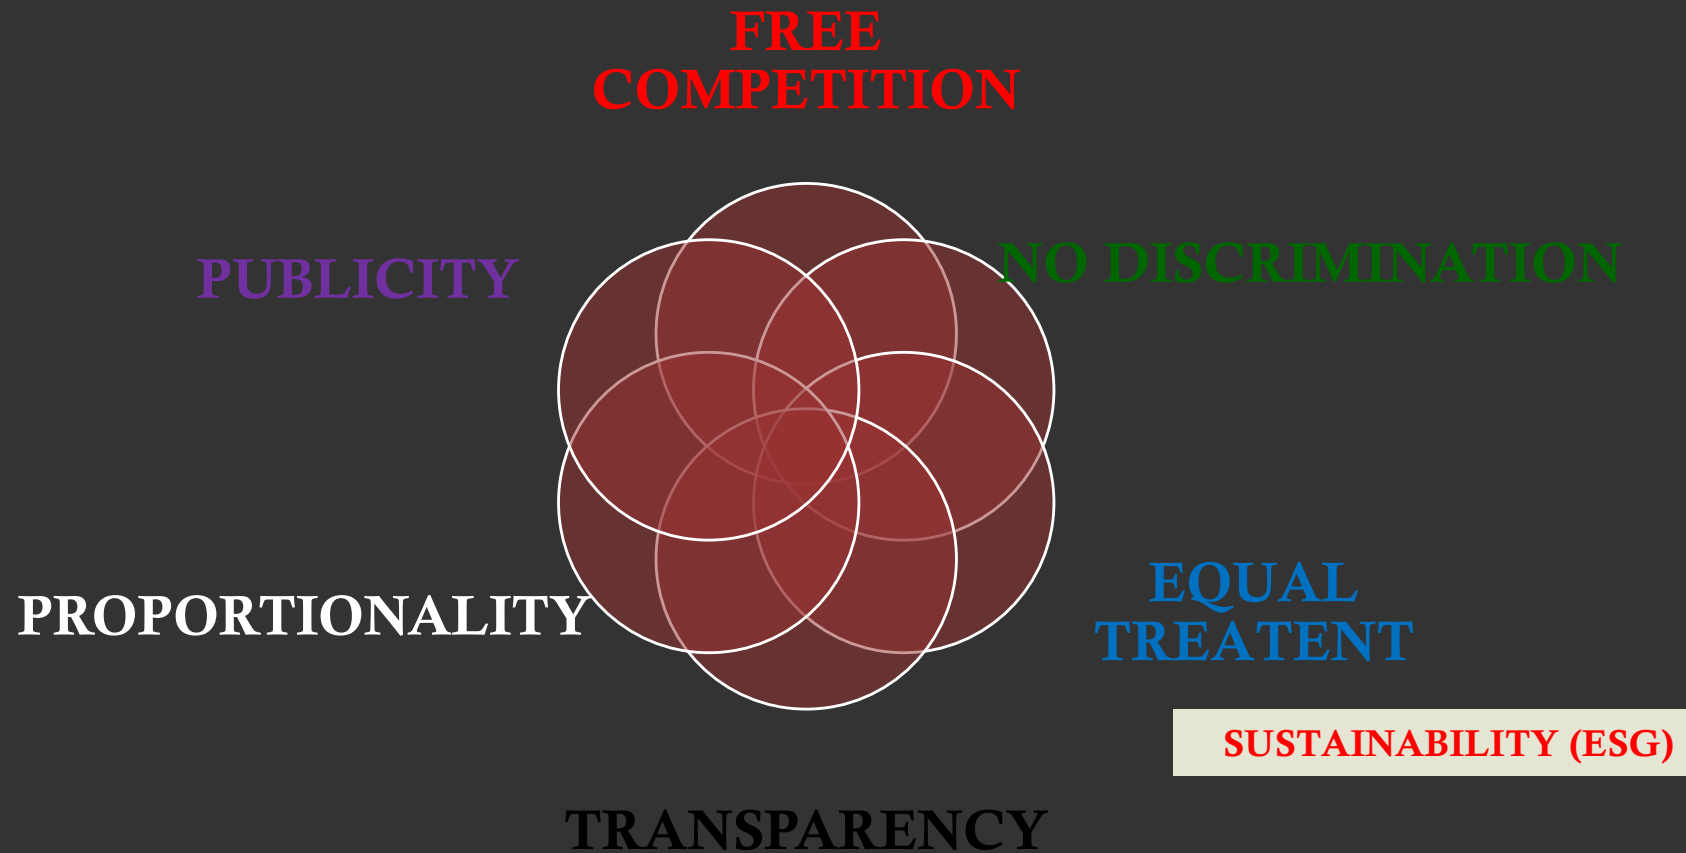 FREE
COMPETITION
NO DISCRIMINATION
PUBLICITY
EQUAL
TREATENT
PROPORTIONALITY
SUSTAINABILITY (ESG)
TRANSPARENCY